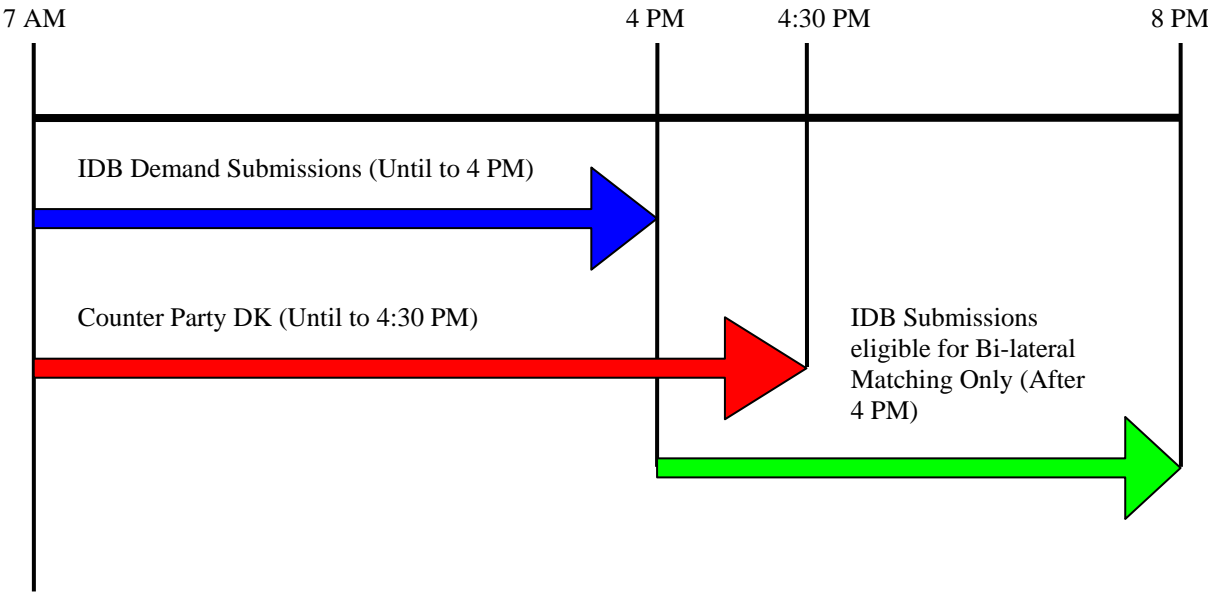 7 AM
4 PM
4:30 PM
8 PM
IDB Demand Submissions (Until to 4 PM)
Counter Party DK (Until to 4:30 PM)
IDB Submissions
eligible for Bi-lateral
Matching Only (After
4 PM)